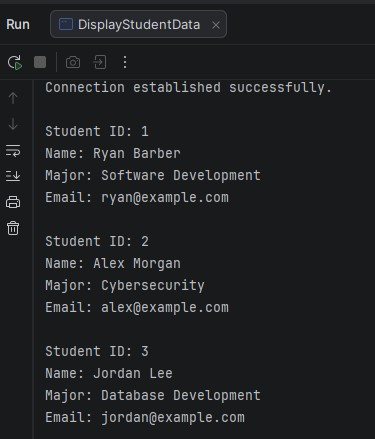 Run
DisplayStudentData
Connection established successfully.
Student ID: 1
Name: Ryan Barber
Major: Software Development
Email: ryan@example.com
Student ID: 2
Name: Alex Morgan
Major: Cybersecurity
Email: alex@example.com
Student ID: 3
Name: Jordan Lee
Major: Database Development
Email: jordan@example.com